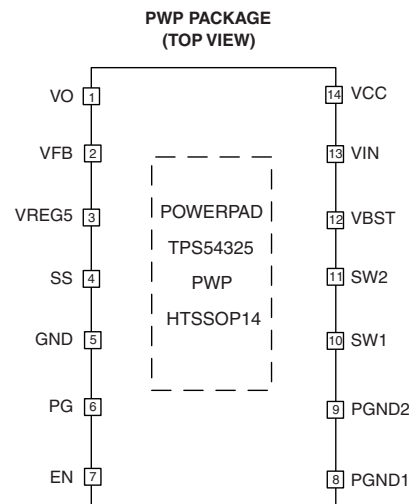 PWP PACKAGE
(TOP VIEW)
VO 1
14 VCC
VFB 2
13 VIN
VREG5 3
12 VBST
SS 4
11 SW2
GND 5
10 SW1
PG 6
9 PGND2
EN 7
8 PGND1
POWERPAD
TPS54325
PWP
HTSSOP14